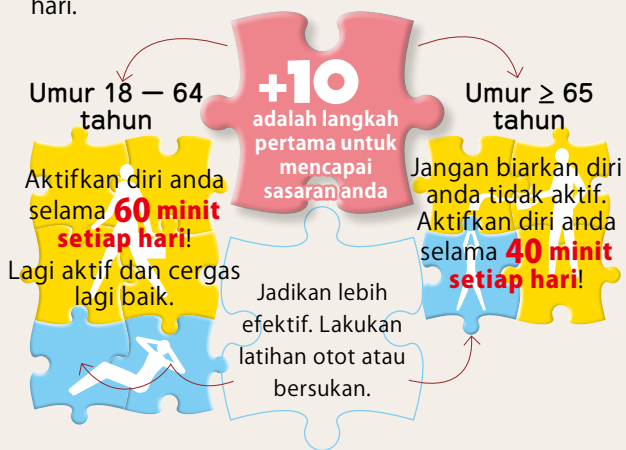 hari.
+10
adalah langkah
pertama untuk
mencapai
sasaran anda
Umur 18 — 64
tahun
Aktifkan diri anda
selama 60 minit
setiap hari!
Lagi aktif dan cergas
lagi baik.
Umur ≥ 65
tahun
Jangan biarkan diri
anda tidak aktif.
Aktifkan diri anda
selama 40 minit
setiap hari!
Jadikan lebih
efektif. Lakukan
latihan otot atau
bersukan.